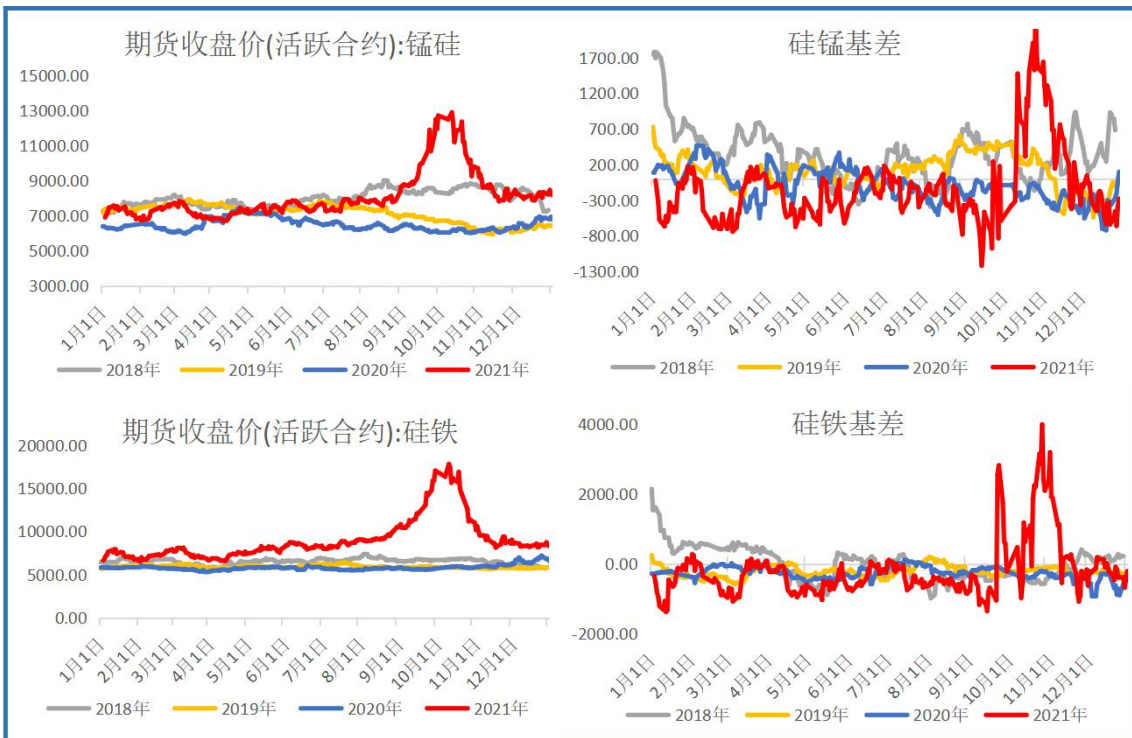 期货收盘价(活跃合约):锰硅
15000.00
13000.00
11000.00
9000.00
7000.00
5000.00
3000.00
1月1日
2月1日
3月1日
4月1日
5月1日
6月1日
7月1日
8月1日
9月1日
10月1日
11月1日
12月1日
2018年 2019年 2020年 2021年
硅锰基差
1700.00
1200.00
700.00
200.00
-300.00
-800.00
-1300.00
1月1日
2月1日
3月1日
4月1日
5月1日
6月1日
7月1日
8月1日
9月1日
10月1日
11月1日
12月1日
2018年 2019年 2020年 2021年
期货收盘价(活跃合约):硅铁
20000.00
15000.00
10000.00
5000.00
0.00
1月1日
2月1日
3月1日
4月1日
5月1日
6月1日
7月1日
8月1日
9月1日
10月1日
11月1日
12月1日
2018年 2019年 2020年 2021年
硅铁基差
4000.00
2000.00
0.00
-2000.00
1月1日
2月1日
3月1日
4月1日
5月1日
6月1日
7月1日
8月1日
9月1日
10月1日
11月1日
12月1日
2018年 2019年 2020年 2021年